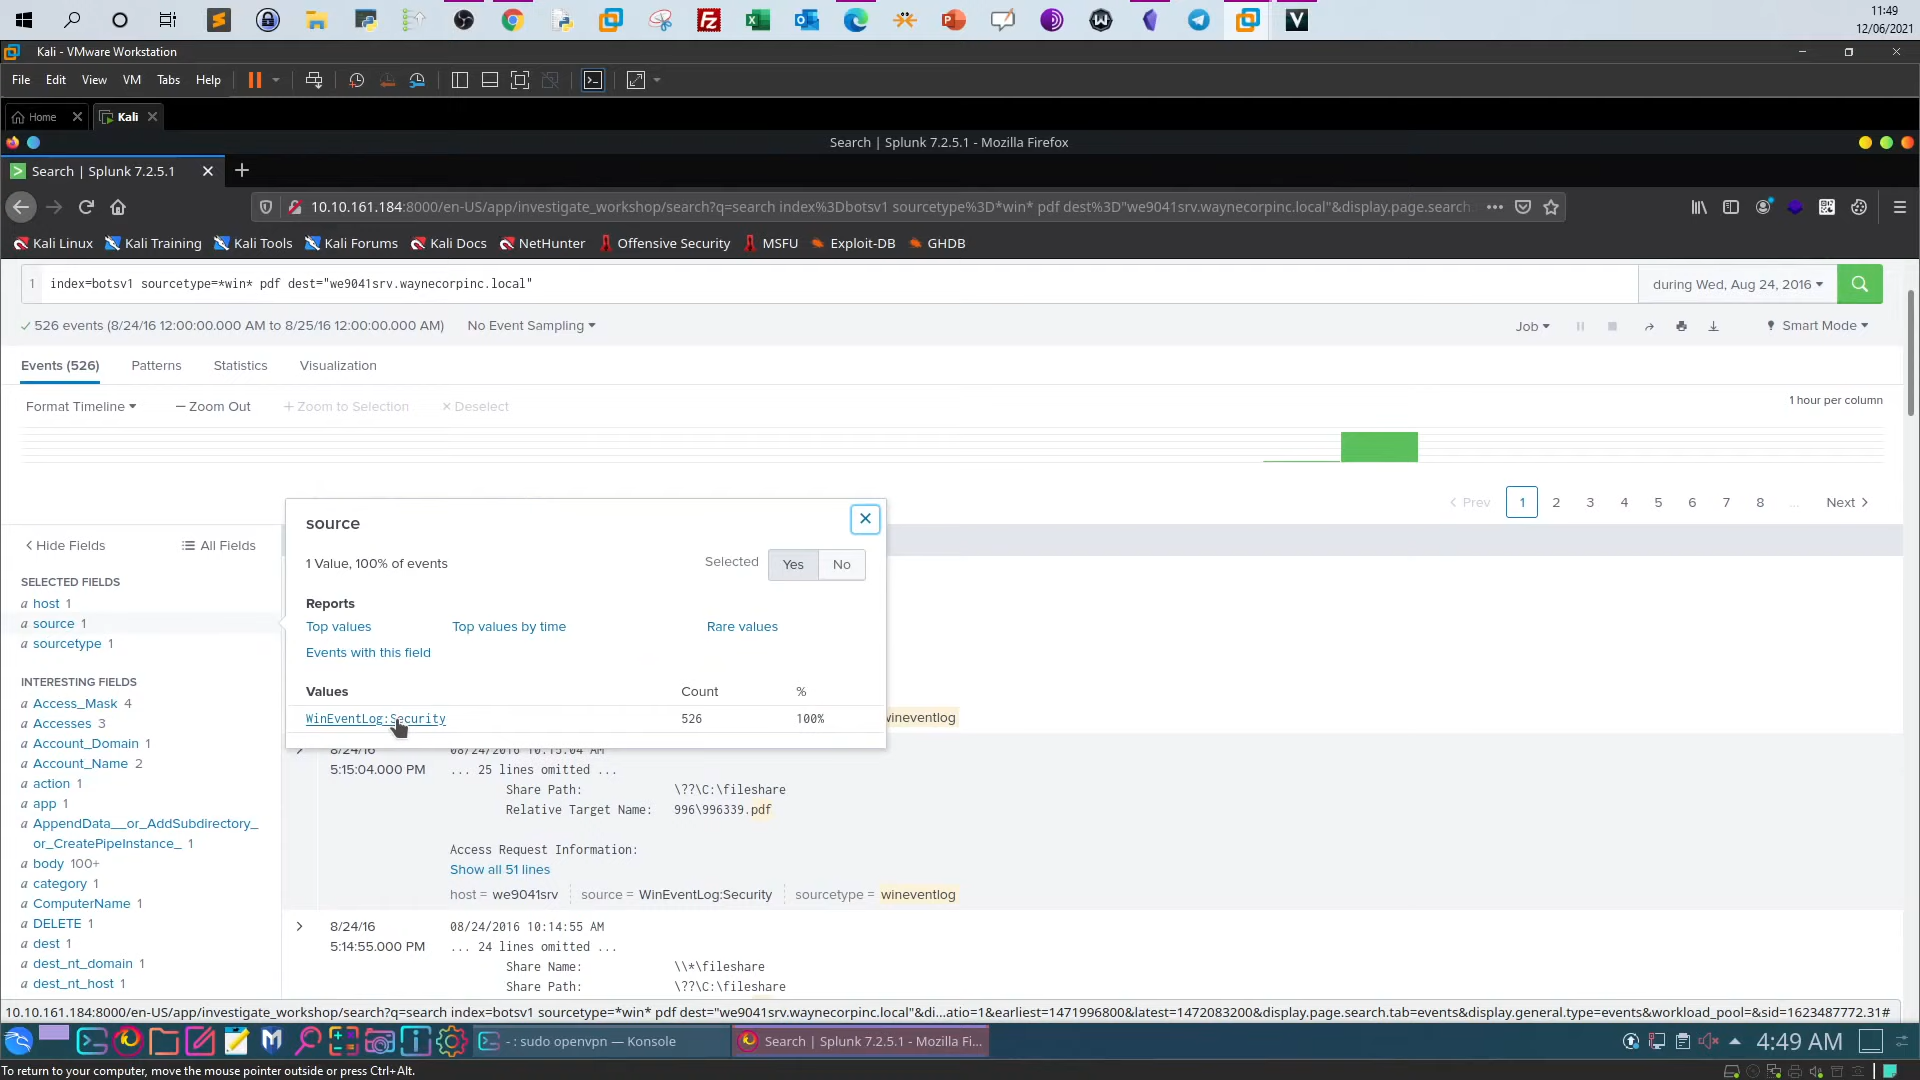 11:49
12/06/2021
Kali - VMware Workstation
File Edit View VM Tabs Help
Home Kali
Search | Splunk 7.2.5.1 - Mozilla Firefox
Search | Splunk 7.2.5.1
10.10.161.184:8000/en-US/app/investigate_workshop/search?q=search index%3Dbotsv1 sourcetype%3D*win* pdf dest%3D"we9041srv.waynecorpinc.local"&display.page.search
Kali Linux Kali Training Kali Tools Kali Forums Kali Docs NetHunter Offensive Security MSFU Exploit-DB GHDB
1 index=botsv1 sourcetype=*win* pdf dest="we9041srv.waynecorpinc.local"
during Wed, Aug 24, 2016
526 events (8/24/16 12:00:00.000 AM to 8/25/16 12:00:00.000 AM) No Event Sampling
Job Smart Mode
Events (526) Patterns Statistics Visualization
Format Timeline — Zoom Out + Zoom to Selection × Deselect
1 hour per column
< Prev 1 2 3 4 5 6 7 8 ... Next >
source
< Hide Fields All Fields
1 Value, 100% of events
Selected Yes No
SELECTED FIELDS
a host 1
a source 1
a sourcetype 1
INTERESTING FIELDS
a Access_Mask 4
a Accesses 3
a Account_Domain 1
a Account_Name 2
a action 1
a app 1
a AppendData__or_AddSubdirectory_
or_CreatePipeInstance_ 1
a body 100+
a category 1
a ComputerName 1
a DELETE 1
a dest 1
a dest_nt_domain 1
a dest_nt_host 1
Reports
Top values Top values by time Rare values
Events with this field
Values Count %
WinEventLog:Security 526 100%
wineventlog
8/24/16 08/24/2016 10:15:04 AM
5:15:04.000 PM ... 25 lines omitted ...
Share Path: \??\C:\fileshare
Relative Target Name: 996\996339.pdf
Access Request Information:
Show all 51 lines
host = we9041srv source = WinEventLog:Security sourcetype = wineventlog
8/24/16 08/24/2016 10:14:55 AM
5:14:55.000 PM ... 24 lines omitted ...
Share Name: \\*\fileshare
Share Path: \??\C:\fileshare
10.10.161.184:8000/en-US/app/investigate_workshop/search?q=search index=botsv1 sourcetype=*win* pdf dest="we9041srv.waynecorpinc.local"&di...atio=1&earliest=1471996800&latest=1472083200&display.page.search.tab=events&display.general.type=events&workload_pool=&sid=1623487772.31#
- : sudo openvpn — Konsole
Search | Splunk 7.2.5.1 - Mozilla Fi...
4:49 AM
To return to your computer, move the mouse pointer outside or press Ctrl+Alt.